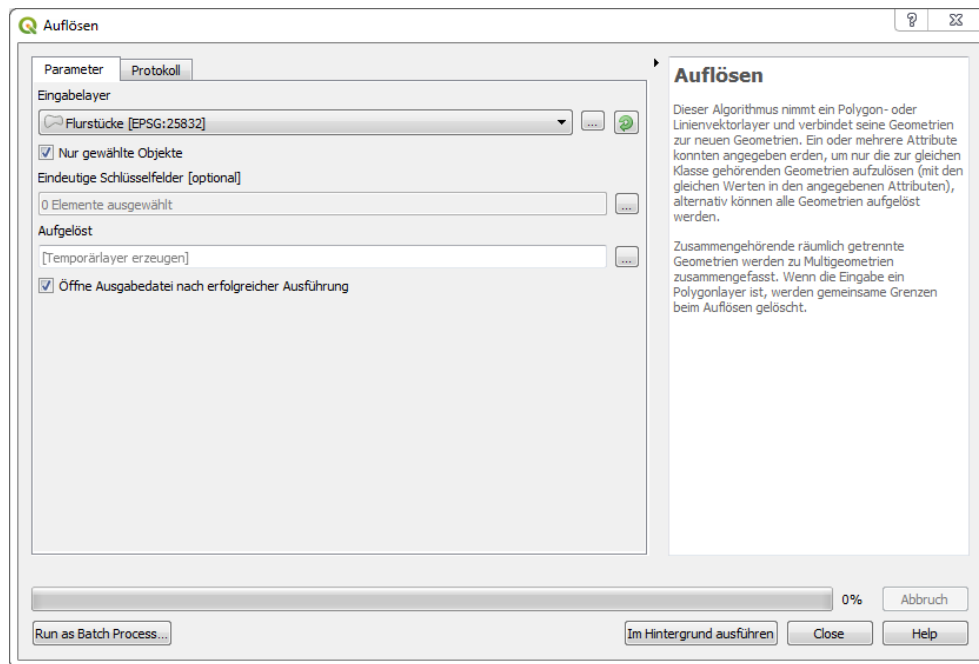 Auflösen
Parameter
Protokoll
Eingabelayer
Flurstücke [EPSG:25832]
...
Nur gewählte Objekte
Eindeutige Schlüsselfelder [optional]
0 Elemente ausgewählt
...
Aufgelöst
[Temporärlayer erzeugen]
...
Öffne Ausgabedatei nach erfolgreicher Ausführung
Auflösen
Dieser Algorithmus nimmt ein Polygon- oder
Linienvektorlayer und verbindet seine Geometrien
zur neuen Geometrien. Ein oder mehrere Attribute
konnten angegeben erden, um nur die zur gleichen
Klasse gehörenden Geometrien aufzulösen (mit den
gleichen Werten in den angegebenen Attributen),
alternativ können alle Geometrien aufgelöst
werden.
Zusammengehörende räumlich getrennte
Geometrien werden zu Multigeometrien
zusammengefasst. Wenn die Eingabe ein
Polygonlayer ist, werden gemeinsame Grenzen
beim Auflösen gelöscht.
0%
Abbruch
Run as Batch Process...
Im Hintergrund ausführen
Close
Help